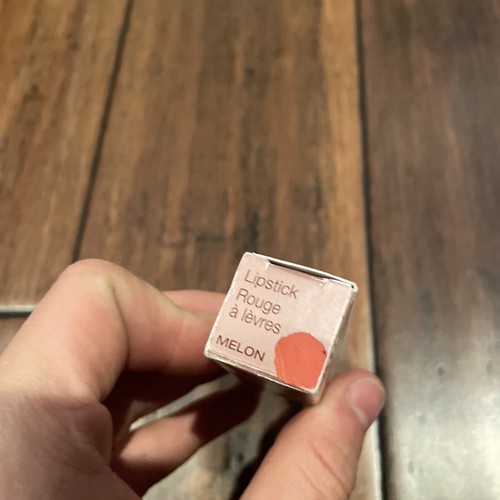 Lipstick
Rouge
à lèvres
MELON